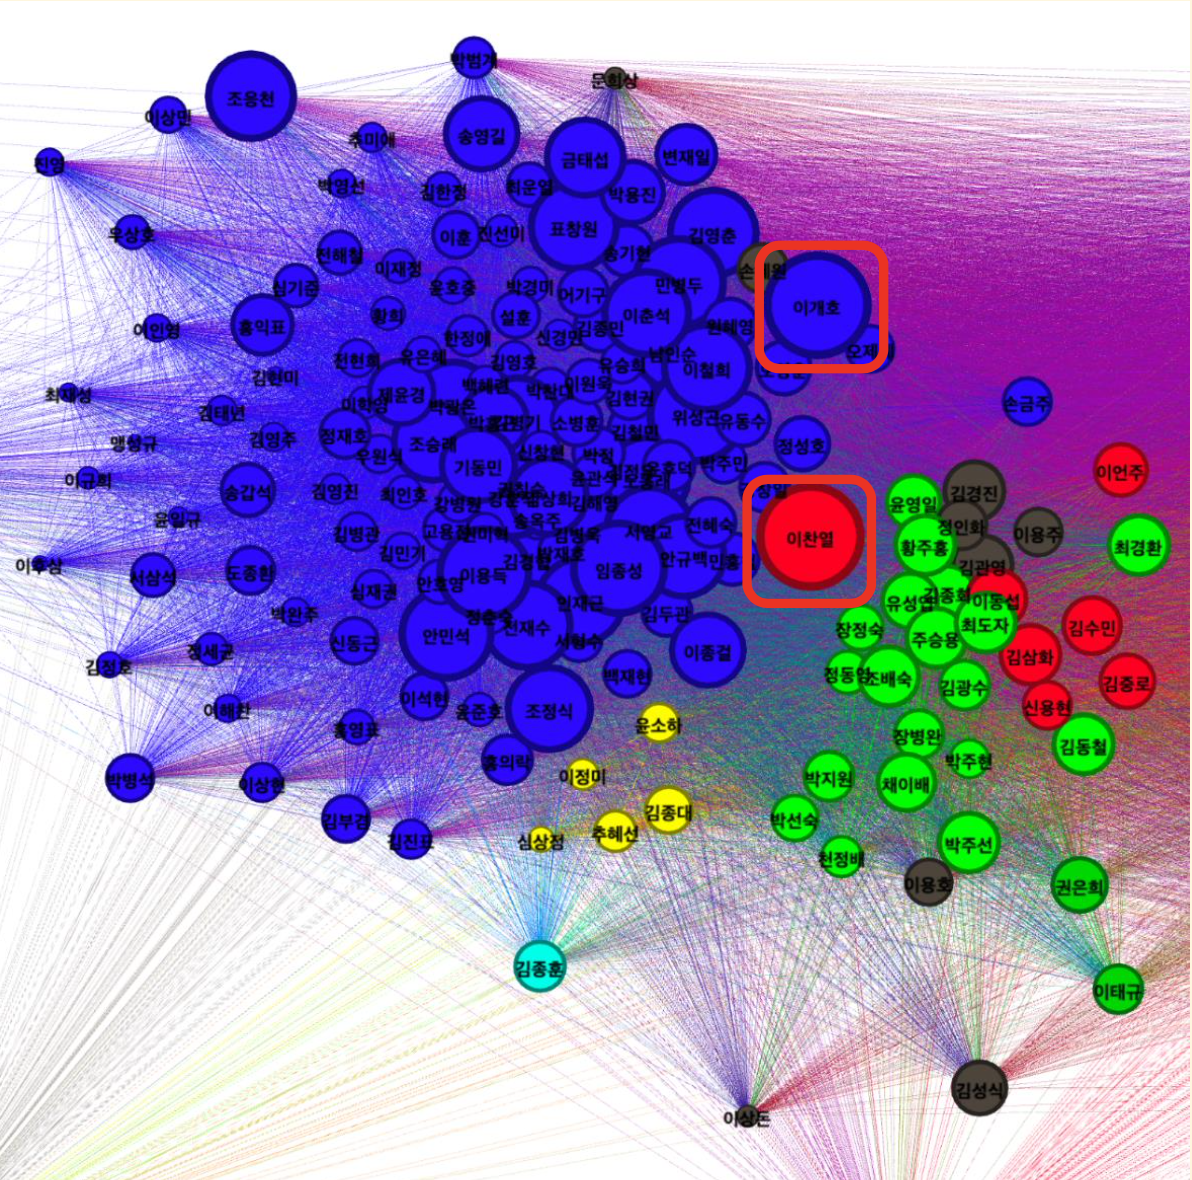 박범계
문희상
조응천
이상민
송영길
추미애
금태섭
변재일
진영
박영선
김한정
최운열
박용진
우상호
이훈
진선미
표창원
김영춘
전해철
이재정
송기헌
손혜원
심기준
윤호중
박경미
어기구
민병두
이개호
황희
설훈
이춘석
홍익표
이인영
한정애
신경민
김종민
원혜영
전현희
유은혜
김영호
유승희
남인순
이철희
김현미
제윤경
백혜련
박찬대
이원욱
최재성
김현권
손금주
김태년
박광온
위성곤
유동수
맹성규
김영주
정재호
조승래
소병훈
김철민
정성호
우원식
신창현
박정
이규희
기동민
윤관석
윤후덕
박주민
이언주
송갑석
김영진
최인호
강병원
김해영
김경진
윤영일
윤일규
송옥주
정인화
이용주
김병관
고용진
서영교
전혜숙
이찬열
황주홍
최경환
김민기
김병욱
이후삼
서삼석
도종환
김경협
박재호
임종성
안규백
김관영
심재권
안호영
이용득
유성엽
김종회
이동섭
박완주
인재근
김두관
장정숙
최도자
김수민
신동근
안민석
정춘숙
전재수
서형수
이종걸
주승용
김삼화
정세균
김정호
백재현
정동영
조배숙
김광수
김중로
이해찬
이석현
윤준호
조정식
신용현
홍영표
윤소하
장병완
김동철
박병석
이상헌
홍의락
이정미
박지원
채이배
박주현
김부겸
김진표
심상정
추혜선
김종대
박선숙
천정배
박주선
이용호
권은희
김종훈
이태규
김성식
이상돈